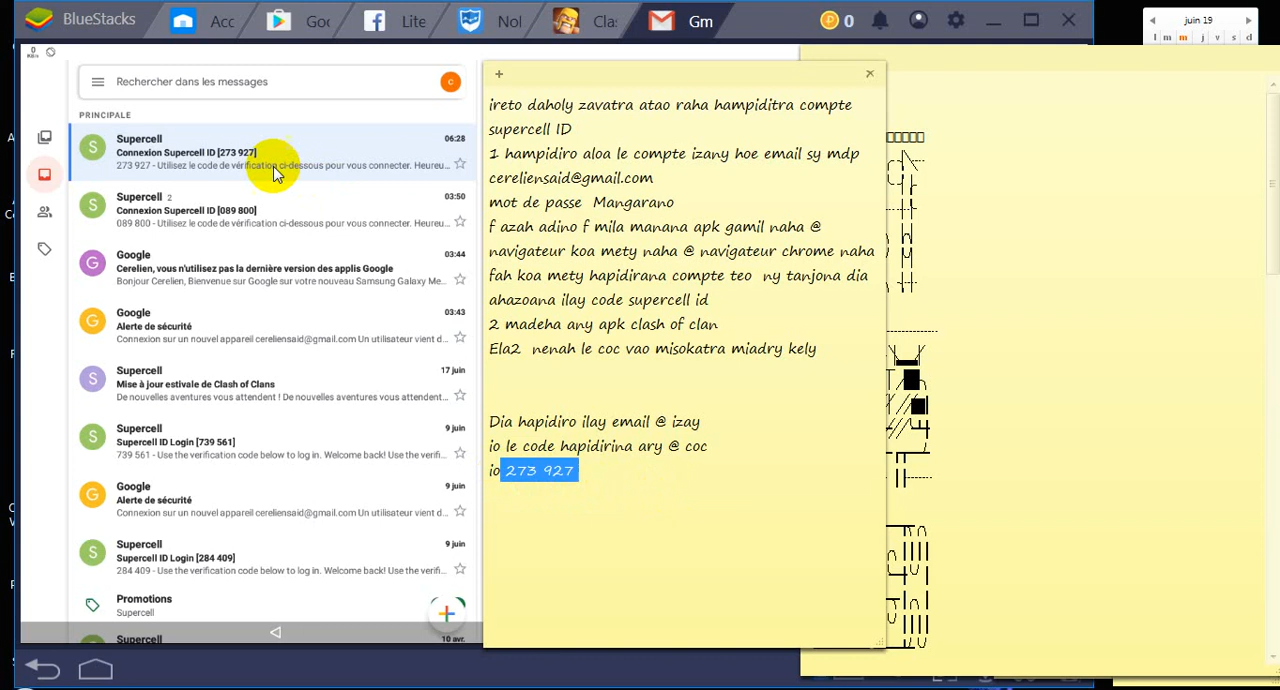 BlueStacks
Acc
Goc
Lite
Nol
Cla
Gm
0
juin 19
l m m j v s d
Rechercher dans les messages
C
PRINCIPALE
S
Supercell
06:28
Connexion Supercell ID [273 927]
273 927 - Utilisez le code de vérification ci-dessous pour vous connecter. Heureu...
S
Supercell 2
03:50
Connexion Supercell ID [089 800]
089 800 - Utilisez le code de vérification ci-dessous pour vous connecter. Heureu...
G
Google
03:44
Cerelien, vous n'utilisez pas la dernière version des applis Google
Bonjour Cerelien, Bienvenue sur Google sur votre nouveau Samsung Galaxy Me...
G
Google
03:43
Alerte de sécurité
Connexion sur un nouvel appareil cereliensaid@gmail.com Un utilisateur vient d...
S
Supercell
17 juin
Mise à jour estivale de Clash of Clans
De nouvelles aventures vous attendent ! De nouvelles aventures vous attendent...
S
Supercell
9 juin
Supercell ID Login [739 561]
739 561 - Use the verification code below to log in. Welcome back! Use the verifi...
G
Google
9 juin
Alerte de sécurité
Connexion sur un nouvel appareil cereliensaid@gmail.com Un utilisateur vient d...
S
Supercell
9 juin
Supercell ID Login [284 409]
284 409 - Use the verification code below to log in. Welcome back! Use the verifi...
Promotions
Supercell
Supercell
10 avr.
ireto daholy zavatra atao raha hampiditra compte
supercell ID
1 hampidiro aloa le compte izany hoe email sy mdp
cereliensaid@gmail.com
mot de passe Mangarano
f azah adino f mila manana apk gamil naha @
navigateur koa mety naha @ navigateur chrome naha
fah koa mety hapidirana compte teo ny tanjona dia
ahazoana ilay code supercell id
2 madeha any apk clash of clan
Ela2 nenah le coc vao misokatra miadry kely
Dia hapidiro ilay email @ izay
io le code hapidirina ary @ coc
io 273 927